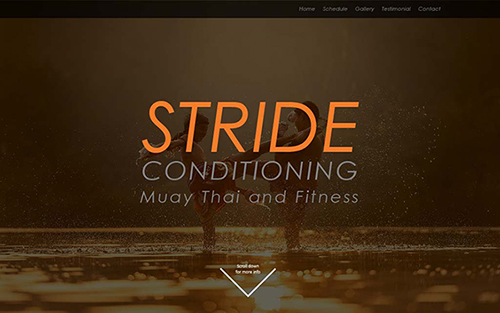 Home Schedule Gallery Testimonial Contact
STRIDE
CONDITIONING
Muay Thai and Fitness
Scroll down
for more info